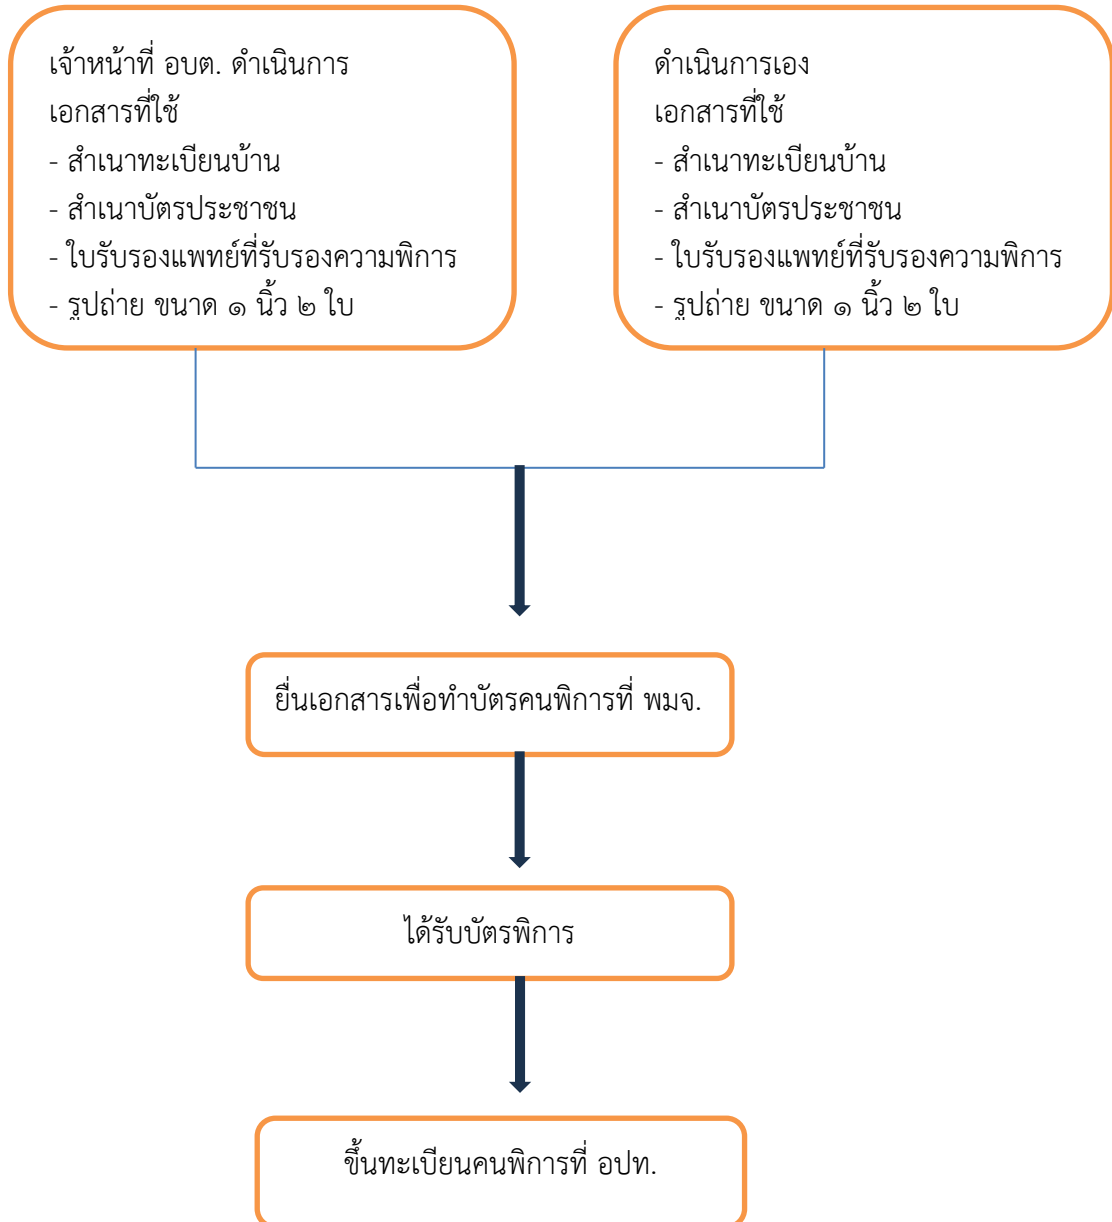 เจ้าหน้าที่ อบต. ดำเนินการ
เอกสารที่ใช้
- สำเนาทะเบียนบ้าน
- สำเนาบัตรประชาชน
- ใบรับรองแพทย์ที่รับรองความพิการ
- รูปถ่าย ขนาด ๑ นิ้ว ๒ ใบ
ดำเนินการเอง
เอกสารที่ใช้
- สำเนาทะเบียนบ้าน
- สำเนาบัตรประชาชน
- ใบรับรองแพทย์ที่รับรองความพิการ
- รูปถ่าย ขนาด ๑ นิ้ว ๒ ใบ
ยื่นเอกสารเพื่อทำบัตรคนพิการที่ พมจ.
ได้รับบัตรพิการ
ขึ้นทะเบียนคนพิการที่ อปท.